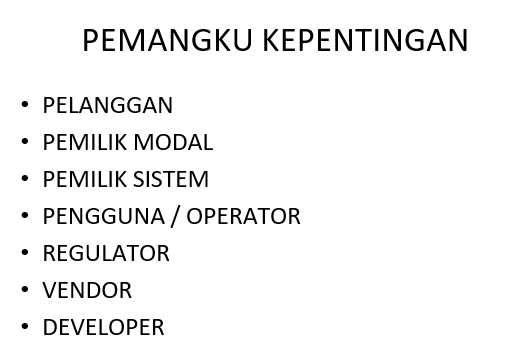 PEMANGKU KEPENTINGAN
• PELANGGAN
• PEMILIK MODAL
• PEMILIK SISTEM
• PENGGUNA / OPERATOR
• REGULATOR
• VENDOR
• DEVELOPER